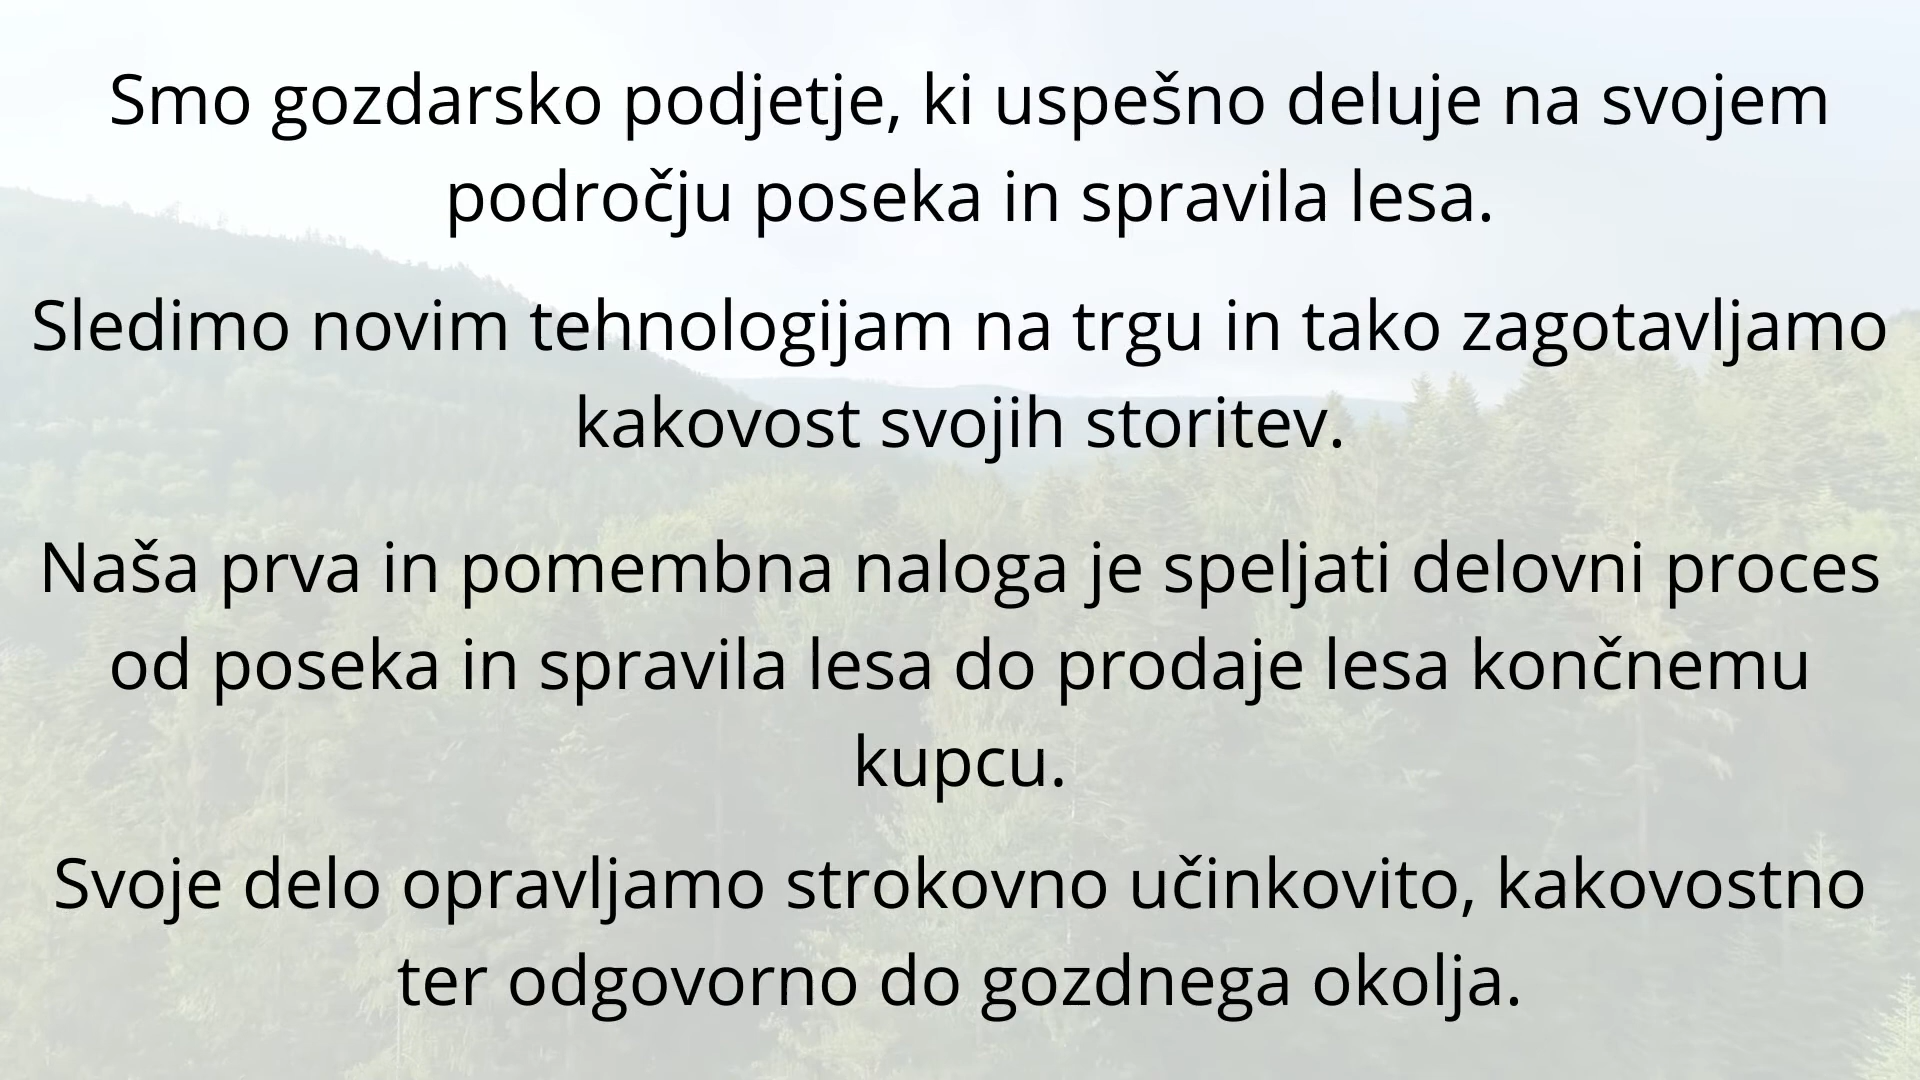 Smo gozdarsko podjetje, ki uspešno deluje na svojem
področju poseka in spravila lesa.
Sledimo novim tehnologijam na trgu in tako zagotavljamo
kakovost svojih storitev.
Naša prva in pomembna naloga je speljati delovni proces
od poseka in spravila lesa do prodaje lesa končnemu
kupcu.
Svoje delo opravljamo strokovno učinkovito, kakovostno
ter odgovorno do gozdnega okolja.